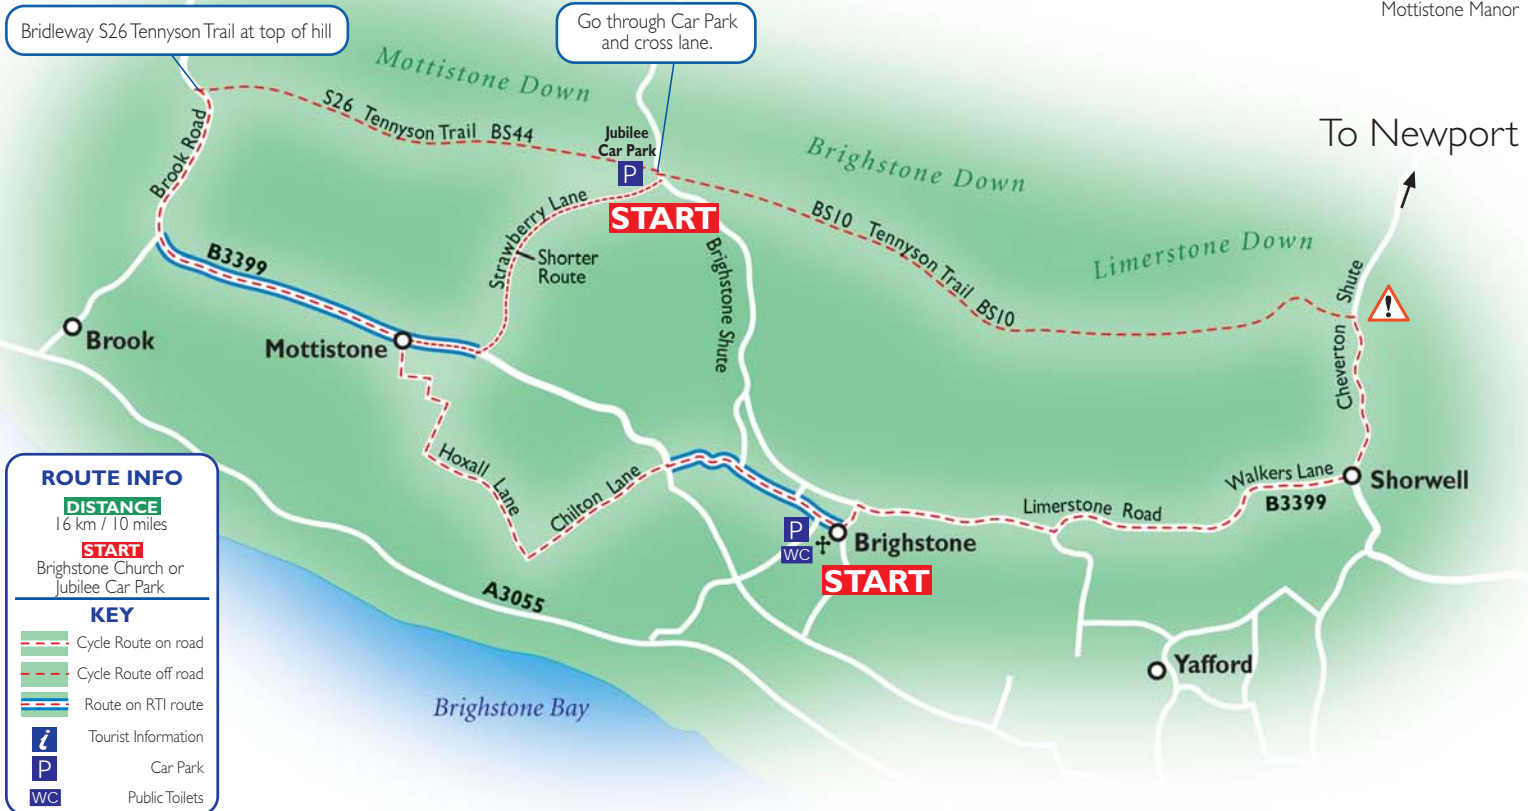 Mottistone Manor
Bridleway S26 Tennyson Trail at top of hill
Go through Car Park
and cross lane.
Mottistone Down
S26 Tennyson Trail BS44
Jubilee
Car Park
P
START
Brighstone Down
To Newport
Brook Road
B3399
Strawberry Lane
Shorter
Route
Brighstone Shute
BS10 Tennyson Trail BS10
Limerstone Down
Cheverton Shute
!
Brook
Mottistone
Hoxall Lane
Chilton Lane
P
WC
Brighstone
START
Limerstone Road
Walkers Lane
B3399
Shorwell
A3055
Yafford
Brighstone Bay
ROUTE INFO
DISTANCE
16 km / 10 miles
START
Brighstone Church or
Jubilee Car Park
KEY
Cycle Route on road
Cycle Route off road
Route on RTI route
i Tourist Information
P Car Park
WC Public Toilets